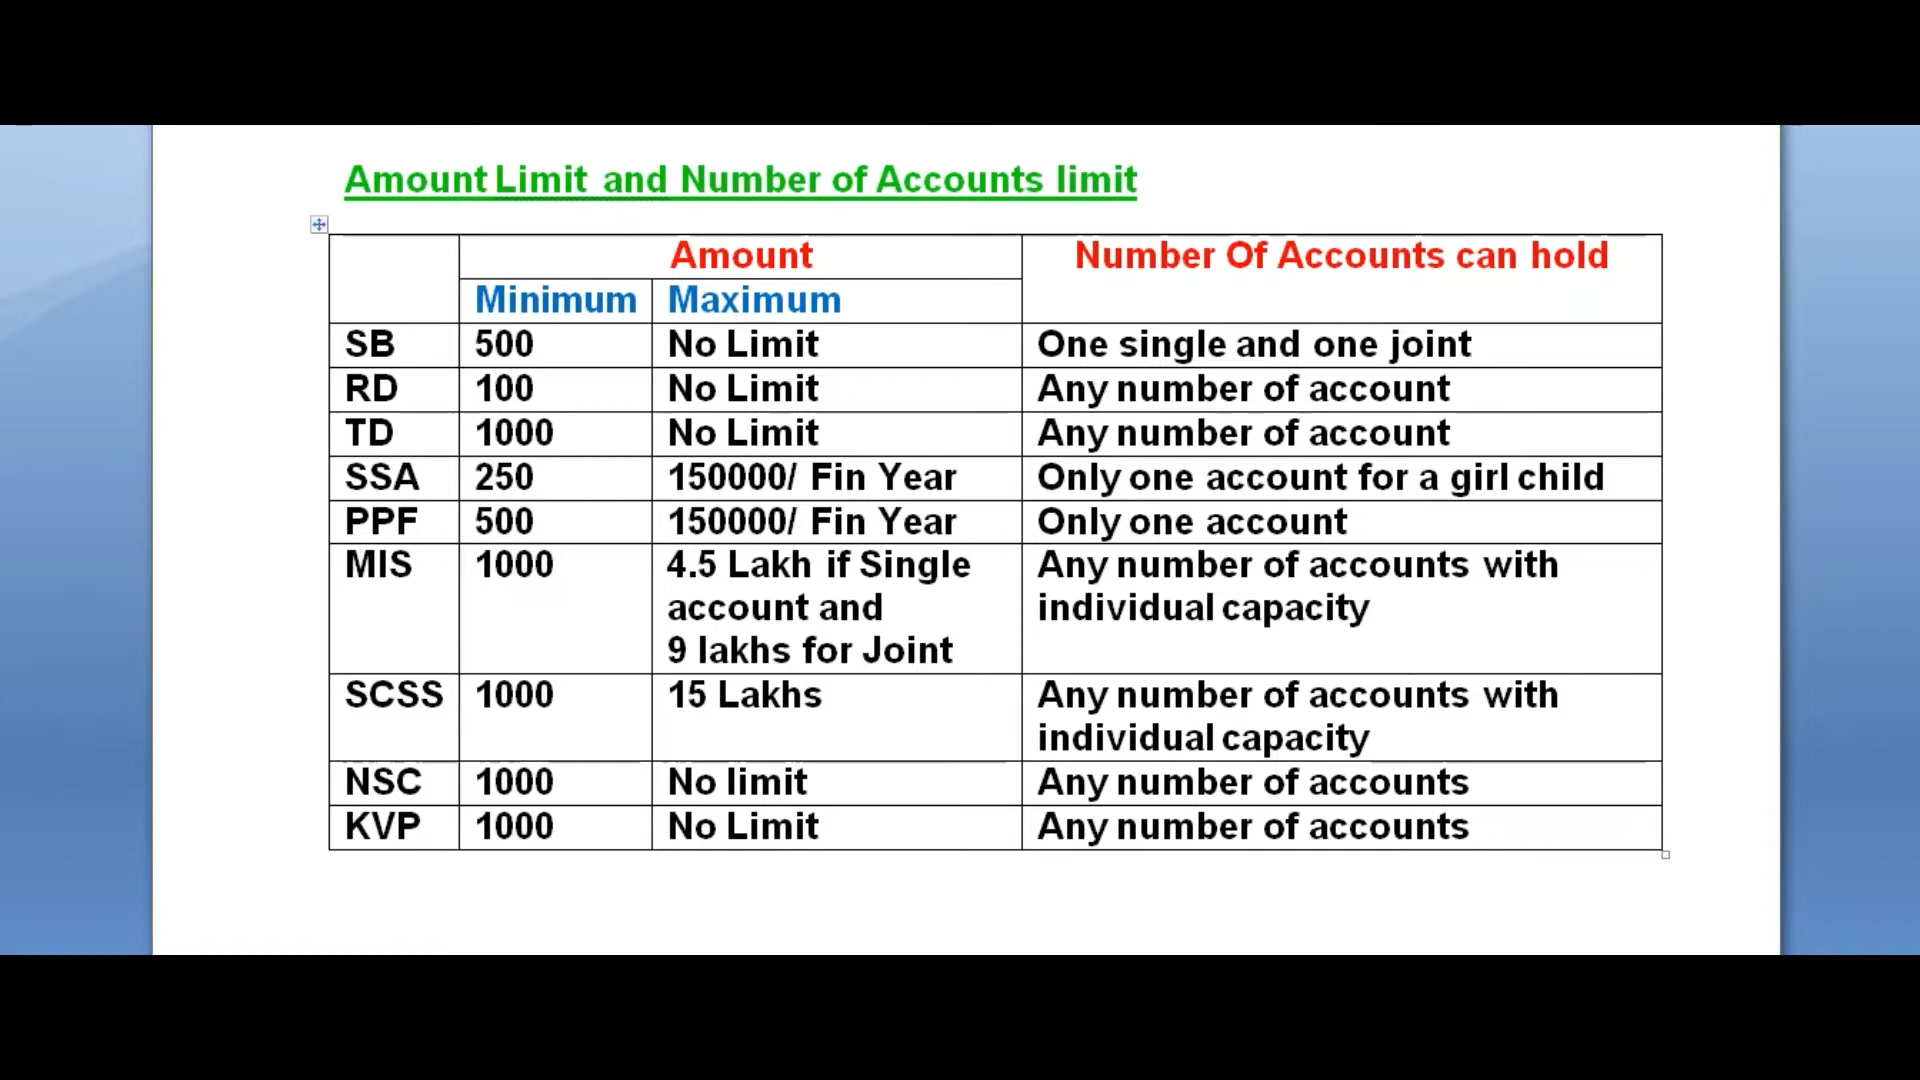 Amount Limit and Number of Accounts limit
Amount Number Of Accounts can hold
Minimum Maximum
SB 500 No Limit One single and one joint
RD 100 No Limit Any number of account
TD 1000 No Limit Any number of account
SSA 250 150000/ Fin Year Only one account for a girl child
PPF 500 150000/ Fin Year Only one account
MIS 1000 4.5 Lakh if Single Any number of accounts with
account and individual capacity
9 lakhs for Joint
SCSS 1000 15 Lakhs Any number of accounts with
individual capacity
NSC 1000 No limit Any number of accounts
KVP 1000 No Limit Any number of accounts